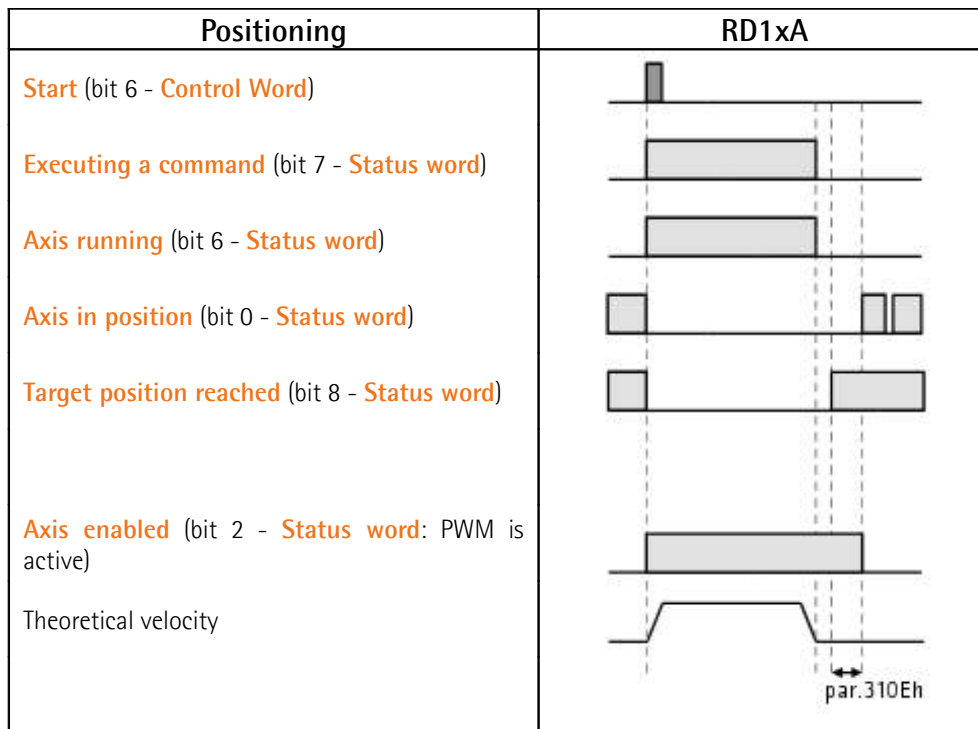 Positioning
RD1xA
Start (bit 6 - Control Word)
Executing a command (bit 7 - Status word)
Axis running (bit 6 - Status word)
Axis in position (bit 0 - Status word)
Target position reached (bit 8 - Status word)
Axis enabled (bit 2 - Status word: PWM is
active)
Theoretical velocity
par.310Eh